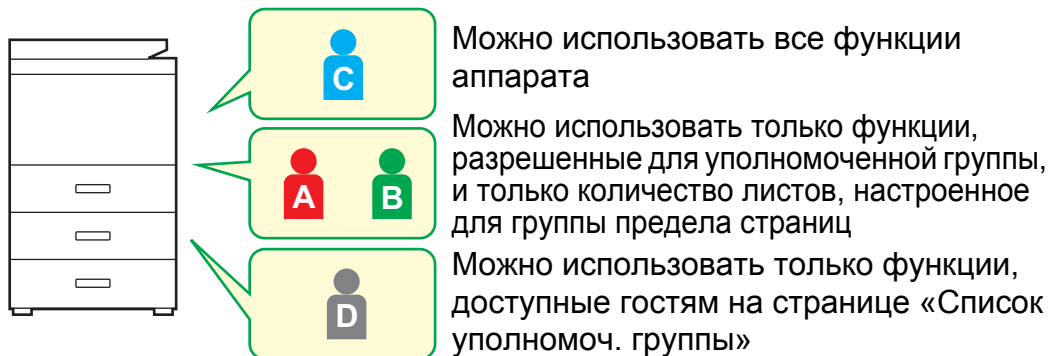 C
Можно использовать все функции
аппарата
A B
Можно использовать только функции,
разрешенные для уполномоченной группы,
и только количество листов, настроенное
для группы предела страниц
D
Можно использовать только функции,
доступные гостям на странице «Список
уполномоч. группы»